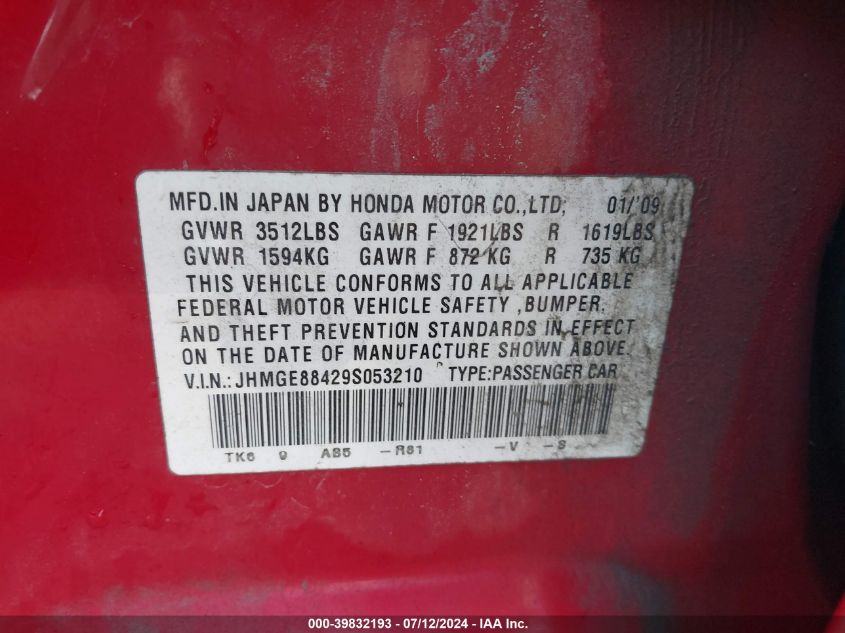 MFD.IN JAPAN BY HONDA MOTOR CO.,LTD, 01/'09
GVWR 3512LBS GAWR F 1921LBS R 1619LBS
GVWR 1594KG GAWR F 872 KG R 735 KG
THIS VEHICLE CONFORMS TO ALL APPLICABLE
FEDERAL MOTOR VEHICLE SAFETY ,BUMPER,
AND THEFT PREVENTION STANDARDS IN EFFECT
ON THE DATE OF MANUFACTURE SHOWN ABOVE.
V.I.N.: JHMGE88429S053210 TYPE:PASSENGER CAR
TK6 9 AB5 -R81 -V -S
000-39832193 - 07/12/2024 - IAA Inc.